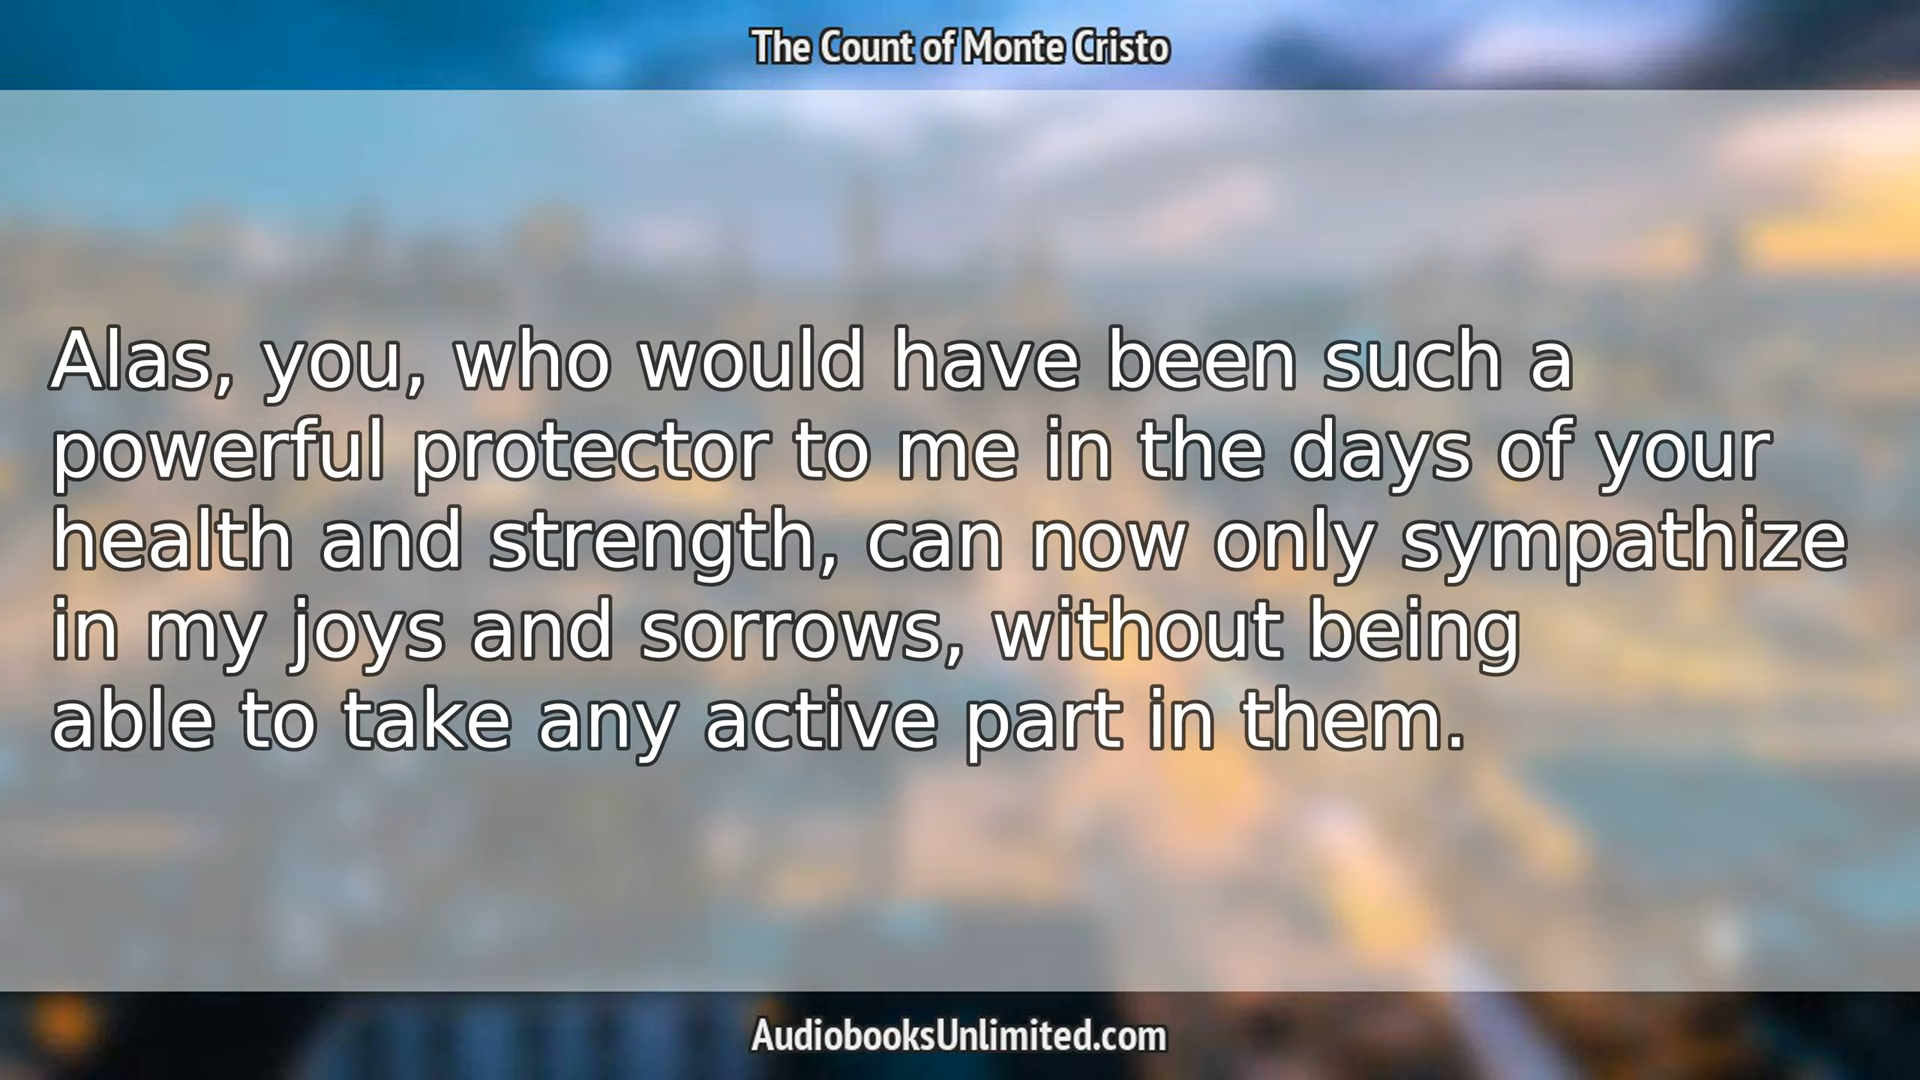 The Count of Monte Cristo
Alas, you, who would have been such a
powerful protector to me in the days of your
health and strength, can now only sympathize
in my joys and sorrows, without being
able to take any active part in them.
AudiobooksUnlimited.com